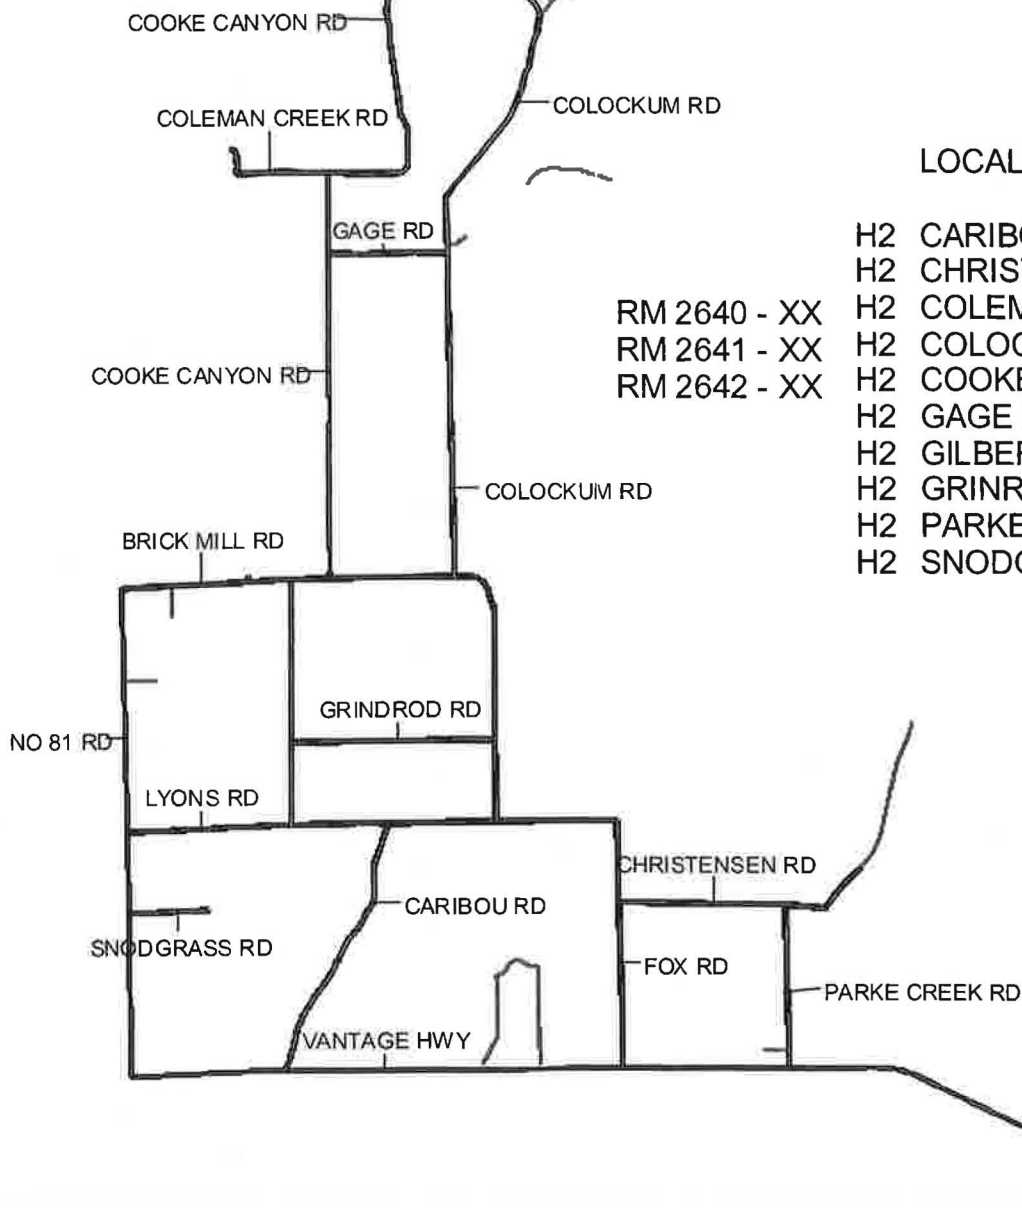 COOKE CANYON RD
COLOCKUM RD
COLEMAN CREEK RD
LOCAL
GAGE RD
H2 CARIBO
H2 CHRIS
H2 COLEM
H2 COLOC
H2 COOKE
H2 GAGE
H2 GILBER
H2 GRINR
H2 PARKE
H2 SNODG
RM 2640 - XX
RM 2641 - XX
RM 2642 - XX
COOKE CANYON RD
COLOCKUM RD
BRICK MILL RD
GRINDROD RD
NO 81 RD
LYONS RD
CHRISTENSEN RD
CARIBOU RD
SNODGRASS RD
FOX RD
PARKE CREEK RD
VANTAGE HWY